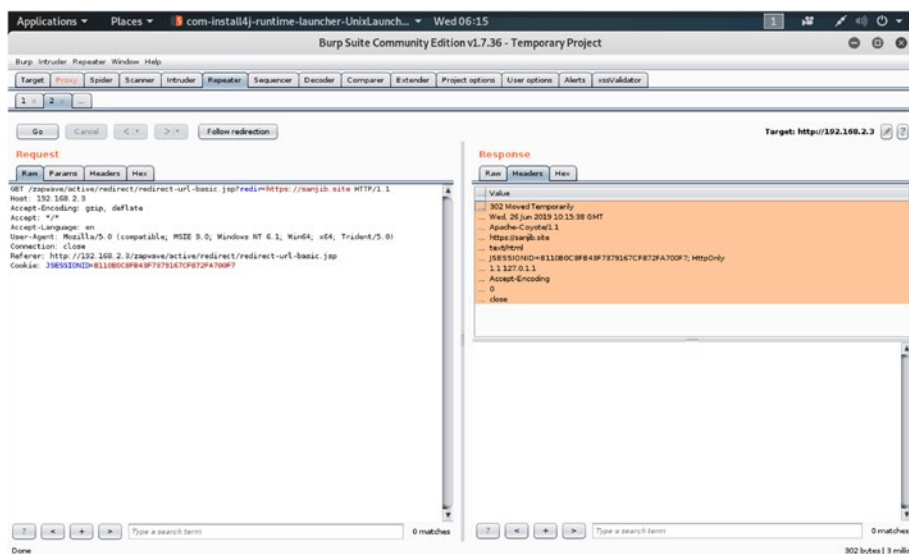 Applications ▾ Places ▾ com-install4j-runtime-launcher-UnixLaunch... ▾ Wed 06:15 1
Burp Suite Community Edition v1.7.36 - Temporary Project
Burp Intruder Repeater Window Help
Target Proxy Spider Scanner Intruder Repeater Sequencer Decoder Comparer Extender Project options User options Alerts xssValidator
1 × 2 × ...
Go Cancel < > Follow redirection Target: http://192.168.2.3 ?
Request
Raw Params Headers Hex
GET /zapwave/active/redirect/redirect-url-basic.jsp?redir=https://sanjib.site HTTP/1.1
Host: 192.168.2.3
Accept-Encoding: gzip, deflate
Accept: */*
Accept-Language: en
User-Agent: Mozilla/5.0 (compatible; MSIE 9.0; Windows NT 6.1; Win64; x64; Trident/5.0)
Connection: close
Referer: http://192.168.2.3/zapwave/active/redirect/redirect-url-basic.jsp
Response
Raw Headers Hex
... Value
... 302 Moved Temporarily
... Wed, 26 Jun 2019 10:15:38 GMT
... Apache-Coyote/1.1
... https://sanjib.site
... text/html
... 1.1 127.0.1.1
... Accept-Encoding
... 0
... close
? < + > Type a search term 0 matches
? < + > Type a search term 0 matches
Done
302 bytes | 3 millis